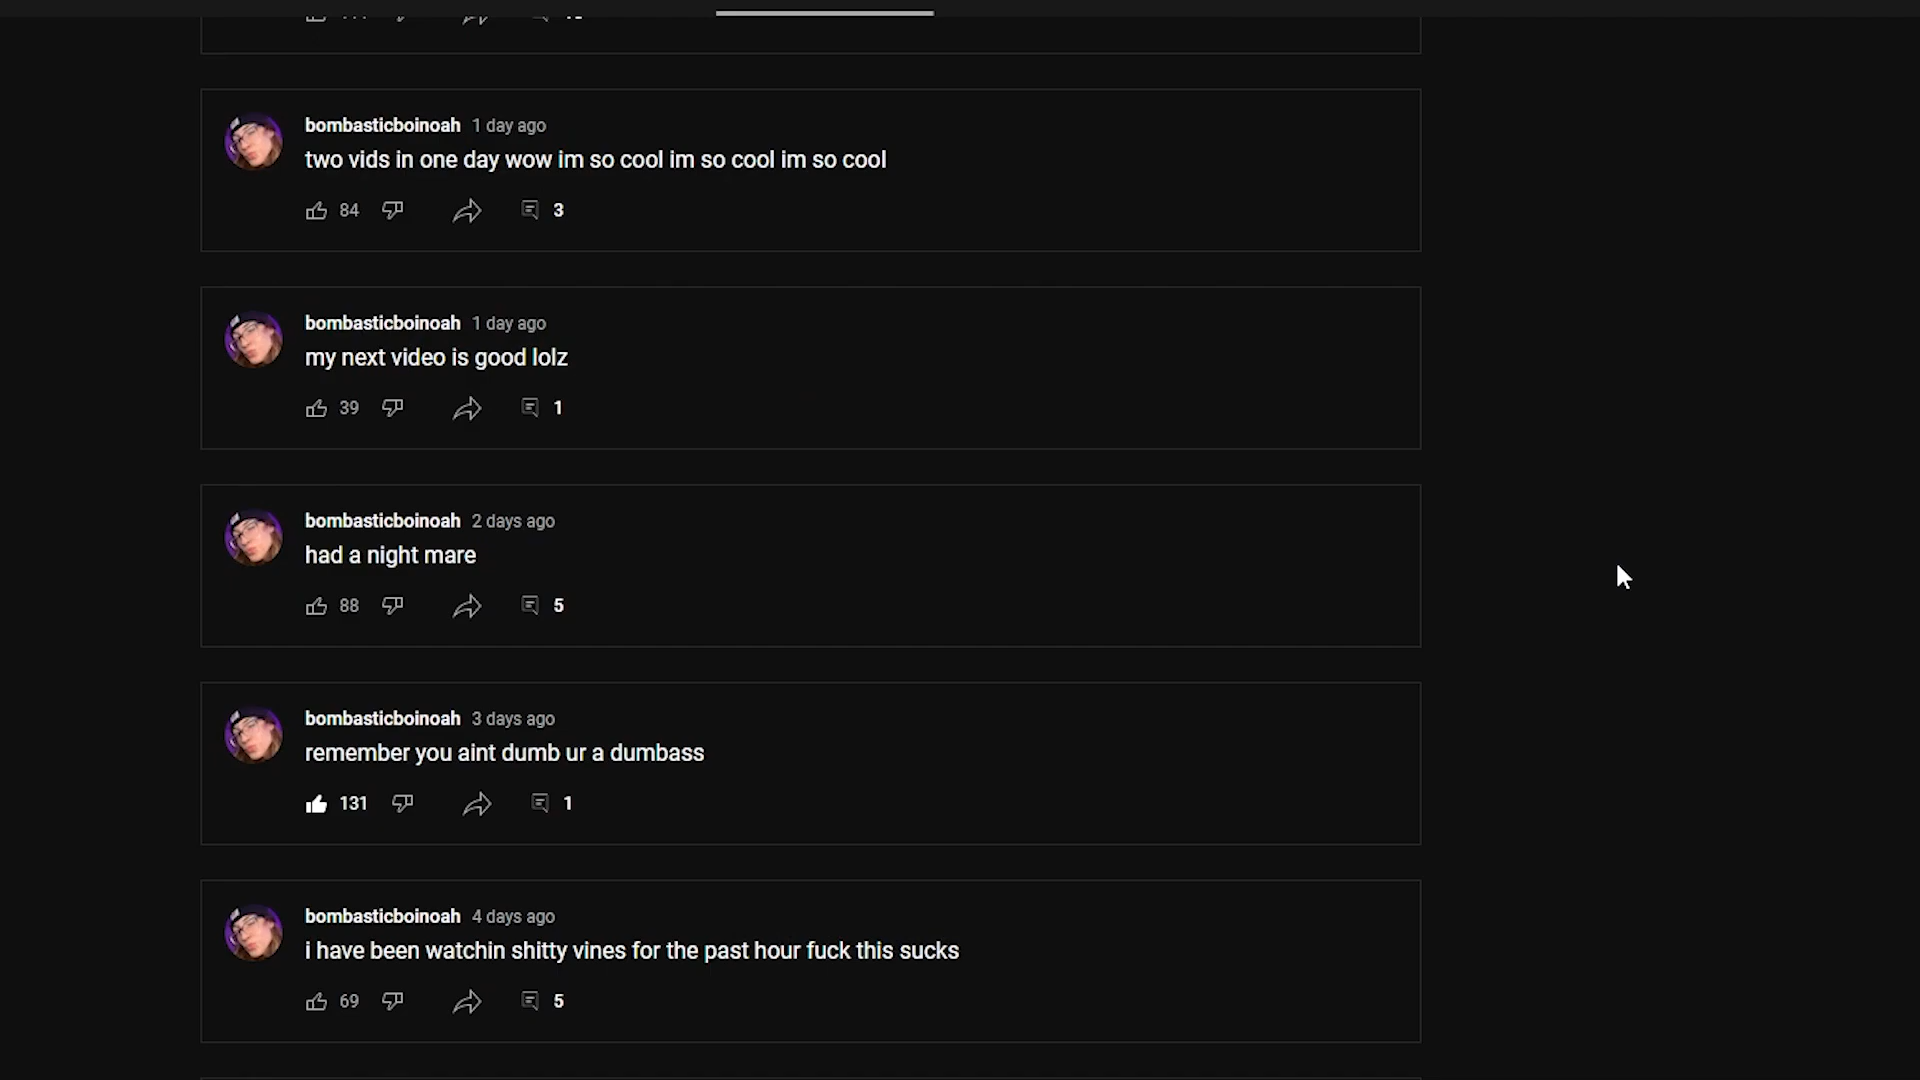 bombasticboinoah 1 day ago
two vids in one day wow im so cool im so cool im so cool
84 3
bombasticboinoah 1 day ago
my next video is good lolz
39 1
bombasticboinoah 2 days ago
had a night mare
88 5
bombasticboinoah 3 days ago
remember you aint dumb ur a dumbass
131 1
bombasticboinoah 4 days ago
i have been watchin shitty vines for the past hour fuck this sucks
69 5